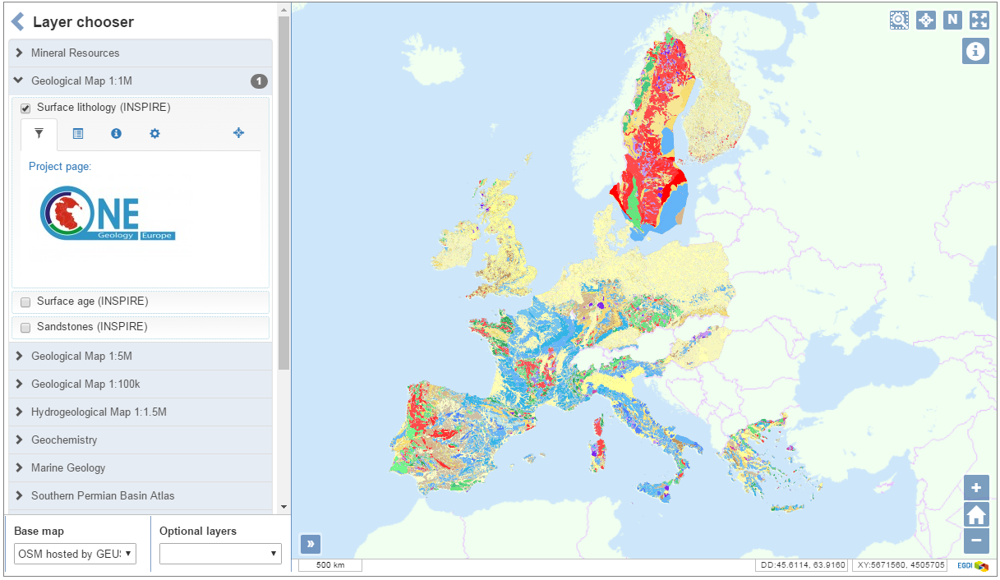 Layer chooser
Mineral Resources
Geological Map 1:1M
1
Surface lithology (INSPIRE)
Project page:
ONE
Geology Europe
Surface age (INSPIRE)
Sandstones (INSPIRE)
Geological Map 1:5M
Geological Map 1:100k
Hydrogeological Map 1:1.5M
Geochemistry
Marine Geology
Southern Permian Basin Atlas
Base map
OSM hosted by GEUS
Optional layers
N
i
+
−
»
500 km
DD:45.6114, 63.9160
XY:5671560, 4505705
EGDI